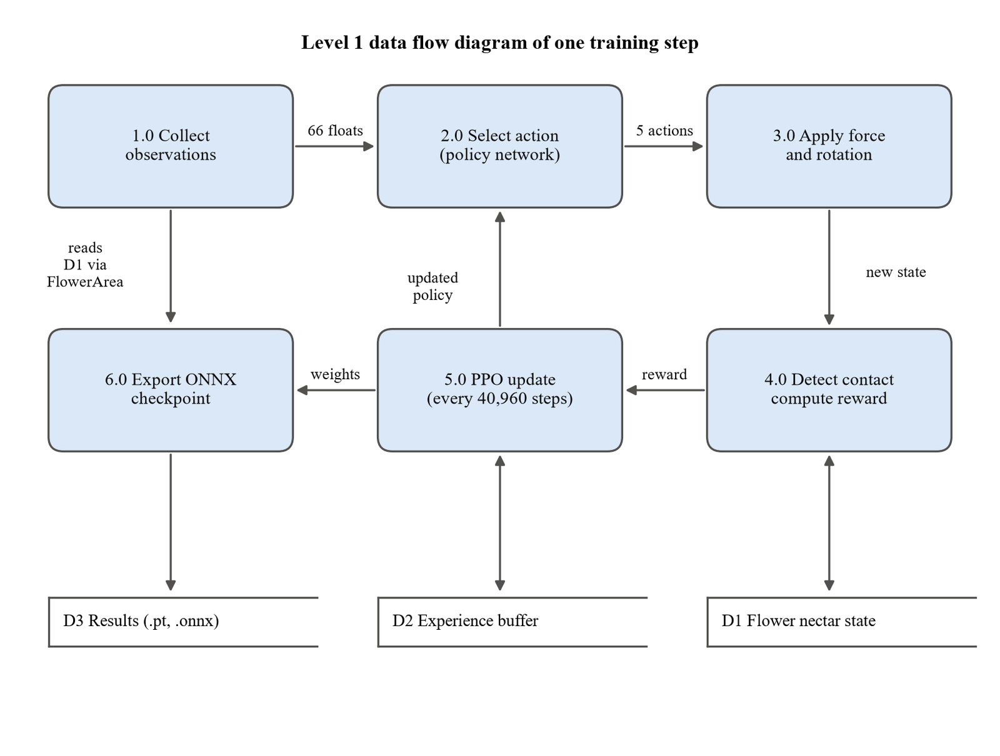 Level 1 data flow diagram of one training step
1.0 Collect
observations
66 floats
2.0 Select action
(policy network)
5 actions
3.0 Apply force
and rotation
reads
D1 via
FlowerArea
updated
policy
new state
6.0 Export ONNX
checkpoint
weights
5.0 PPO update
(every 40,960 steps)
reward
4.0 Detect contact
compute reward
D3 Results (.pt, .onnx)
D2 Experience buffer
D1 Flower nectar state